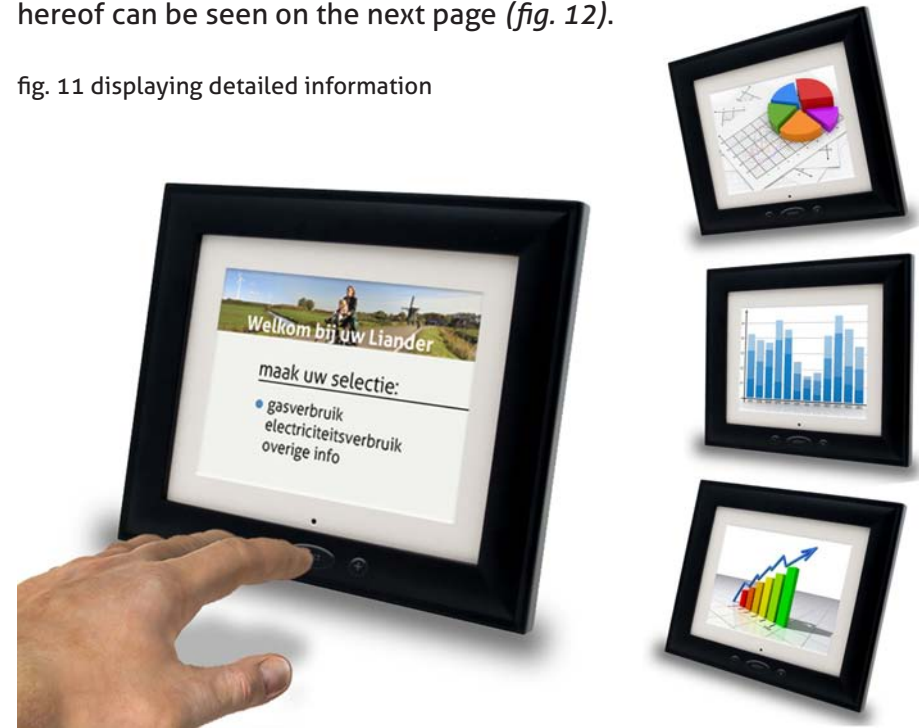 hereof can be seen on the next page (fig. 12).
fig. 11 displaying detailed information
Welkom bij uw Liander
maak uw selectie:
gasverbruik
electriciteitsverbruik
overige info